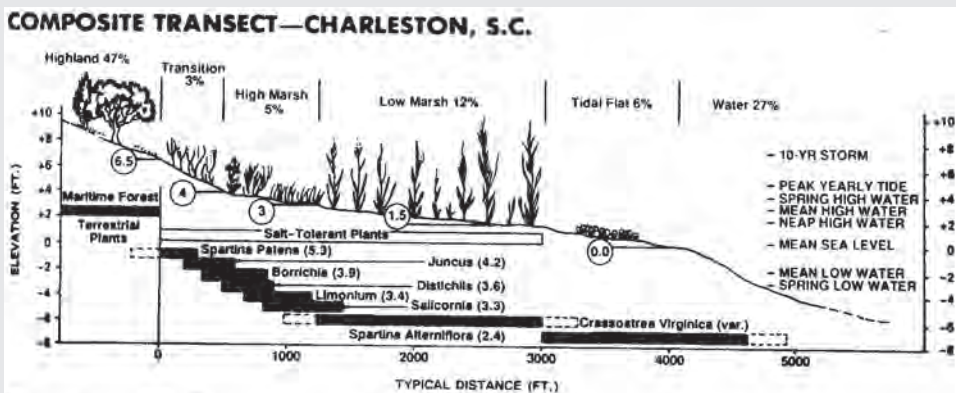 COMPOSITE TRANSECT—CHARLESTON, S.C.
Highland 47%
Transition
3%
High Marsh
5%
Low Marsh 12%
Tidal Flat 6%
Water 27%
ELEVATION (FT.)
+10
+8
+6
+4
+2
0
-2
-4
-6
-8
6.5
4
3
1.5
0.0
Maritime Forest
Terrestrial
Plants
Salt-Tolerant Plants
Spartina Patens (5.3)
Juncus (4.2)
Borrichia (3.9)
Distichlis (3.6)
Limonium (3.4)
Salicornia (3.3)
Crassostrea Virginica (var.)
Spartina Alterniflora (2.4)
10-YR STORM
PEAK YEARLY TIDE
SPRING HIGH WATER
MEAN HIGH WATER
NEAP HIGH WATER
MEAN SEA LEVEL
MEAN LOW WATER
SPRING LOW WATER
+10
+8
+6
+4
+2
0
-2
-4
-6
-8
0
1000
2000
3000
4000
5000
TYPICAL DISTANCE (FT.)